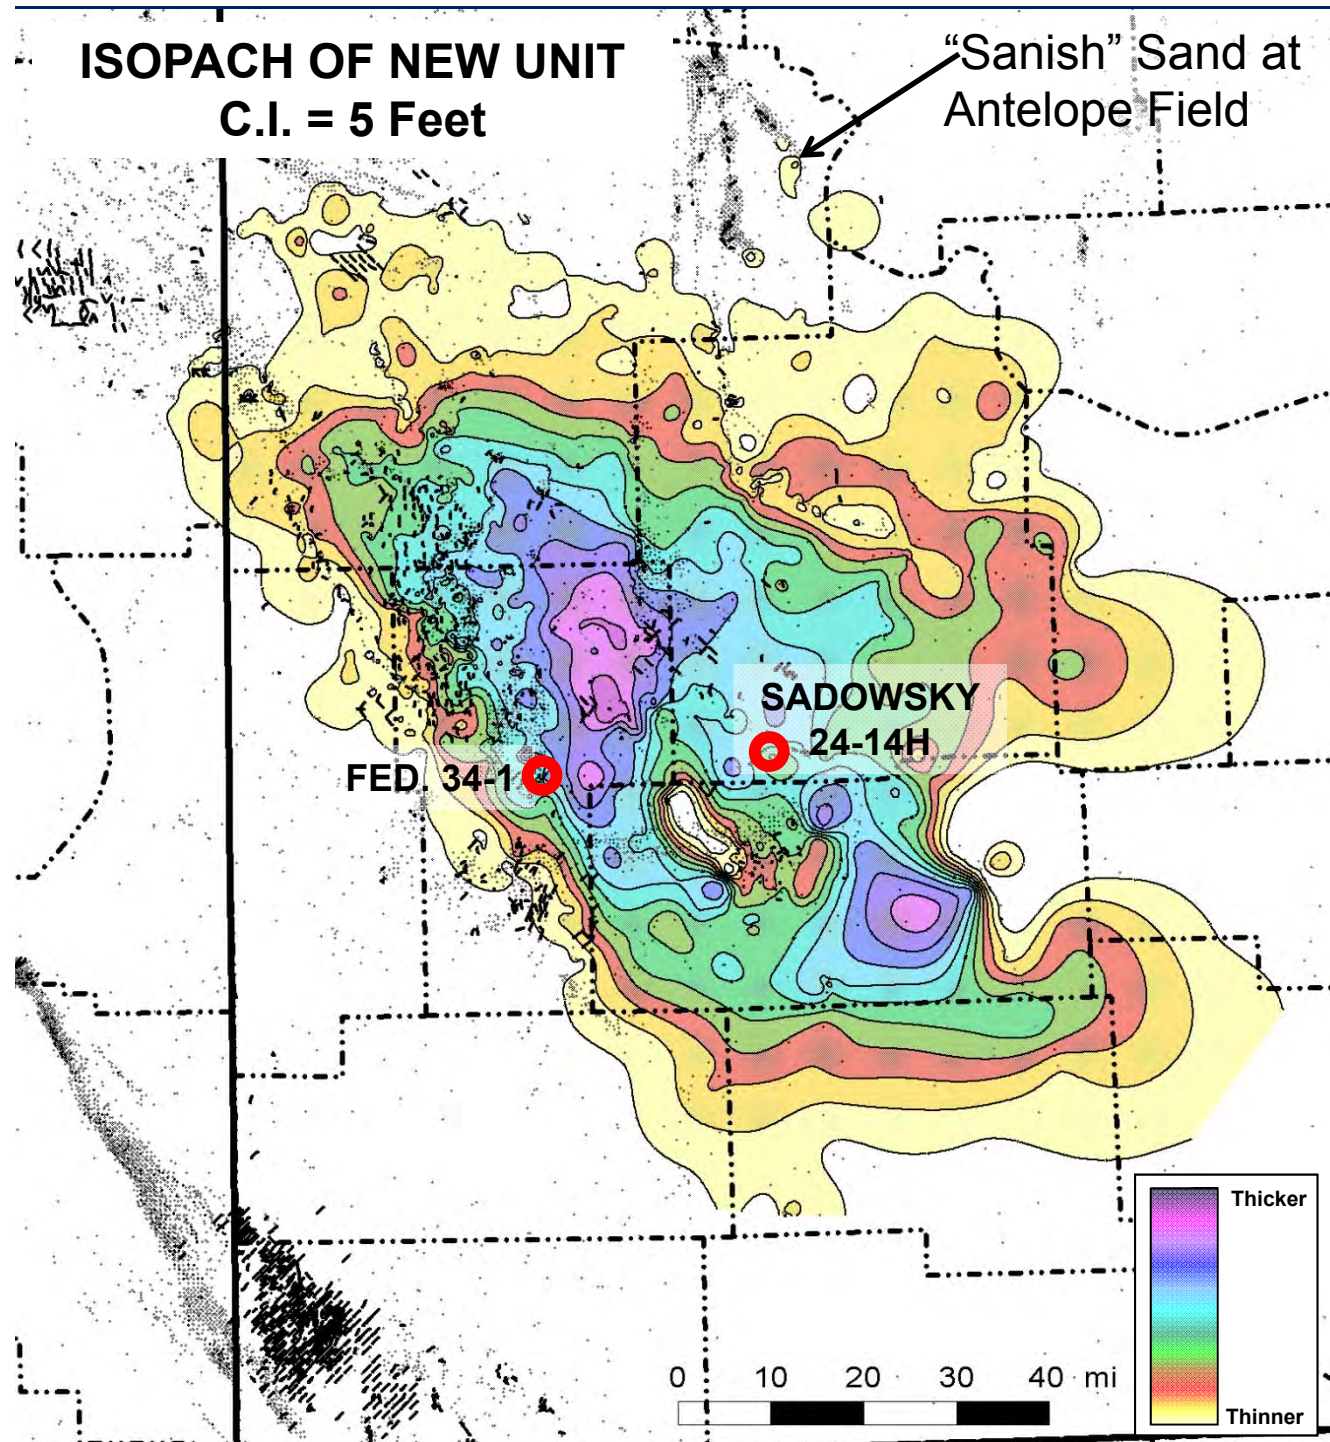 ISOPACH OF NEW UNIT
C.I. = 5 Feet
“Sanish” Sand at
Antelope Field
SADOWSKY
24-14H
FED. 34-1
Thicker
Thinner
0 10 20 30 40 mi